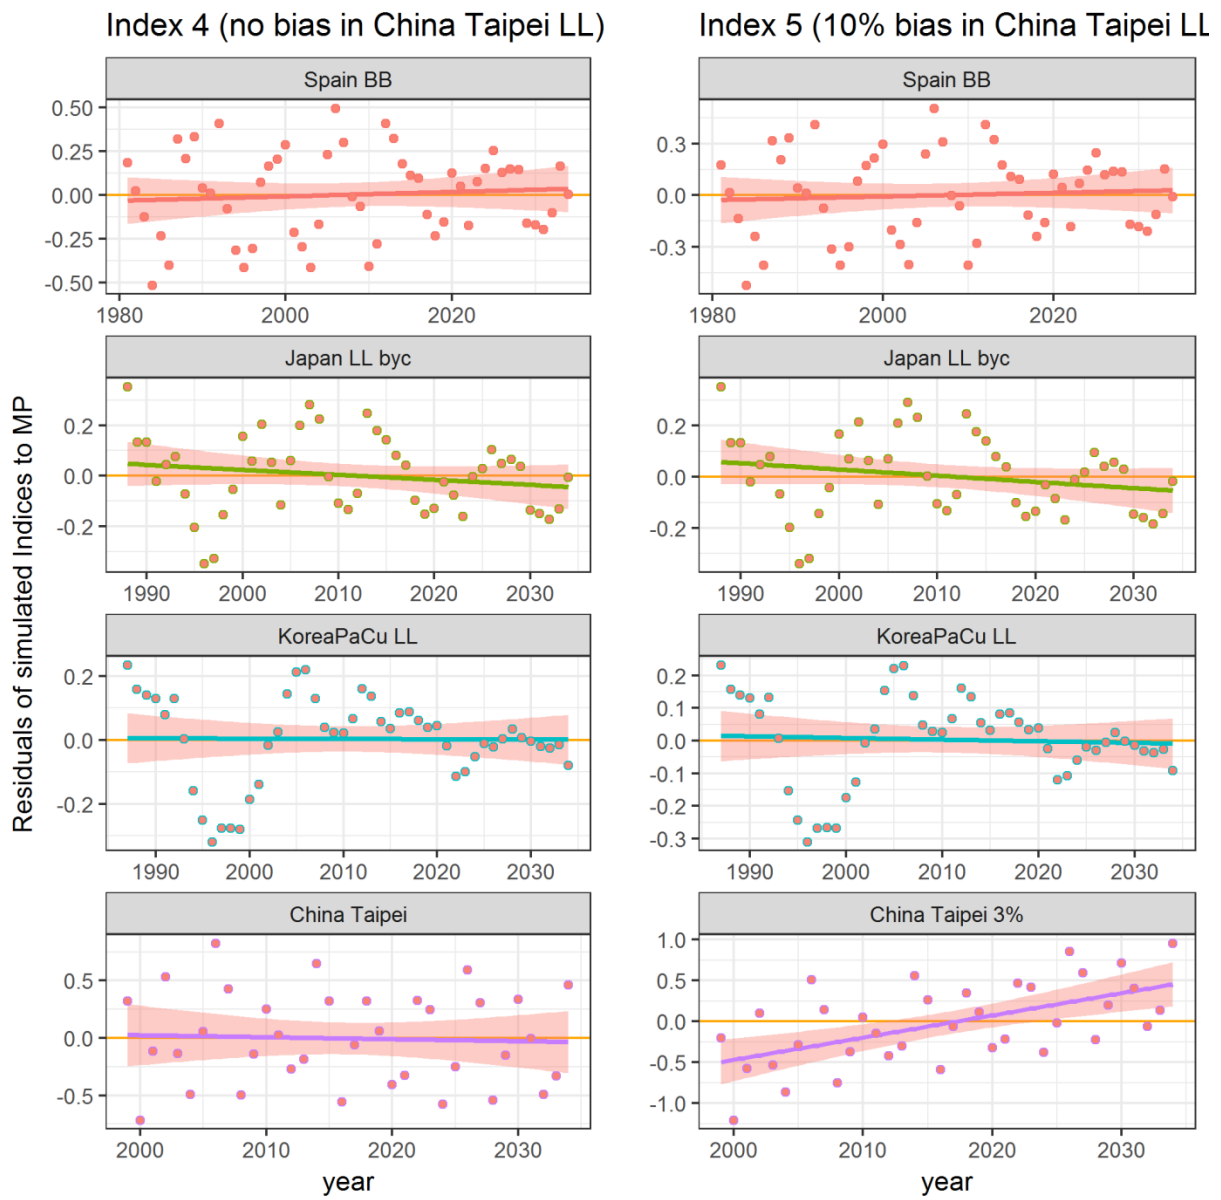 Index 4 (no bias in China Taipei LL)
Index 5 (10% bias in China Taipei LL
Residuals of simulated Indices to MP
Spain BB
0.50
0.25
0.00
-0.25
-0.50
1980 2000 2020
Spain BB
0.3
0.0
-0.3
1980 2000 2020
Japan LL byc
0.2
0.0
-0.2
1990 2000 2010 2020 2030
Japan LL byc
0.2
0.0
-0.2
1990 2000 2010 2020 2030
KoreaPaCu LL
0.2
0.0
-0.2
1990 2000 2010 2020 2030
KoreaPaCu LL
0.2
0.1
0.0
-0.1
-0.2
-0.3
1990 2000 2010 2020 2030
China Taipei
0.5
0.0
-0.5
2000 2010 2020 2030
year
China Taipei 3%
1.0
0.5
0.0
-0.5
-1.0
2000 2010 2020 2030
year